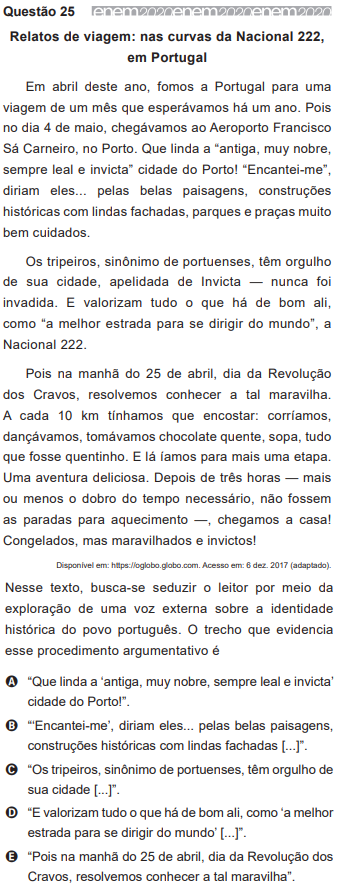 Questão 25 enem2020enem2020enem2020
Relatos de viagem: nas curvas da Nacional 222,
em Portugal
Em abril deste ano, fomos a Portugal para uma
viagem de um mês que esperávamos há um ano. Pois
no dia 4 de maio, chegávamos ao Aeroporto Francisco
Sá Carneiro, no Porto. Que linda a “antiga, muy nobre,
sempre leal e invicta” cidade do Porto! “Encantei-me”,
diriam eles... pelas belas paisagens, construções
históricas com lindas fachadas, parques e praças muito
bem cuidados.
Os tripeiros, sinônimo de portuenses, têm orgulho
de sua cidade, apelidada de Invicta — nunca foi
invadida. E valorizam tudo o que há de bom ali,
como “a melhor estrada para se dirigir do mundo”, a
Nacional 222.
Pois na manhã do 25 de abril, dia da Revolução
dos Cravos, resolvemos conhecer a tal maravilha.
A cada 10 km tínhamos que encostar: corríamos,
dançávamos, tomávamos chocolate quente, sopa, tudo
que fosse quentinho. E lá íamos para mais uma etapa.
Uma aventura deliciosa. Depois de três horas — mais
ou menos o dobro do tempo necessário, não fossem
as paradas para aquecimento —, chegamos a casa!
Congelados, mas maravilhados e invictos!
Disponível em: https://oglobo.globo.com. Acesso em: 6 dez. 2017 (adaptado).
Nesse texto, busca-se seduzir o leitor por meio da
exploração de uma voz externa sobre a identidade
histórica do povo português. O trecho que evidencia
esse procedimento argumentativo é
A “Que linda a ‘antiga, muy nobre, sempre leal e invicta’
cidade do Porto!”.
B “‘Encantei-me’, diriam eles... pelas belas paisagens,
construções históricas com lindas fachadas [...]”.
C “Os tripeiros, sinônimo de portuenses, têm orgulho de
sua cidade [...]”.
D “E valorizam tudo o que há de bom ali, como ‘a melhor
estrada para se dirigir do mundo’ [...]”.
E “Pois na manhã do 25 de abril, dia da Revolução dos
Cravos, resolvemos conhecer a tal maravilha”.